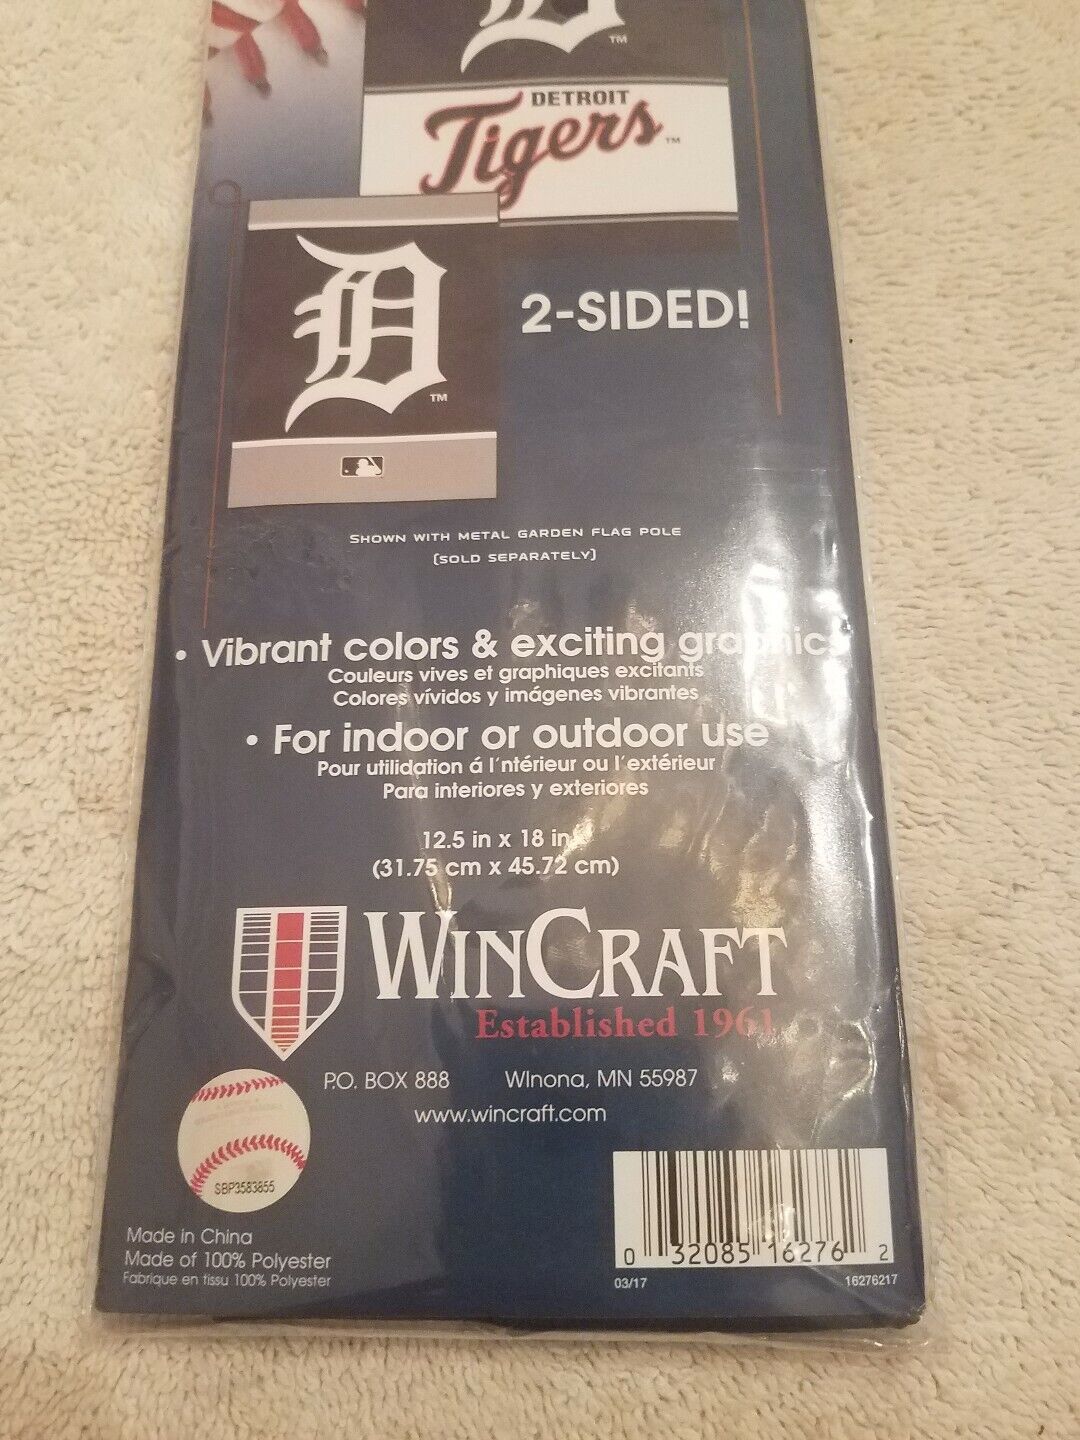 TM
DETROIT
Tigers TM
D
TM
2-SIDED!
SHOWN WITH METAL GARDEN FLAG POLE
(SOLD SEPARATELY)
• Vibrant colors & exciting graphics
Couleurs vives et graphiques excitants
Colores vívidos y imágenes vibrantes
• For indoor or outdoor use
Pour utilidation á l'ntérieur ou l'extérieur
Para interiores y exteriores
12.5 in x 18 in
(31.75 cm x 45.72 cm)
WINCRAFT
Established 1961
P.O. BOX 888 WInona, MN 55987
www.wincraft.com
SBP3583855
Made in China
Made of 100% Polyester
Fabrique en tissu 100% Polyester
0 32085 16276 2
03/17 16276217